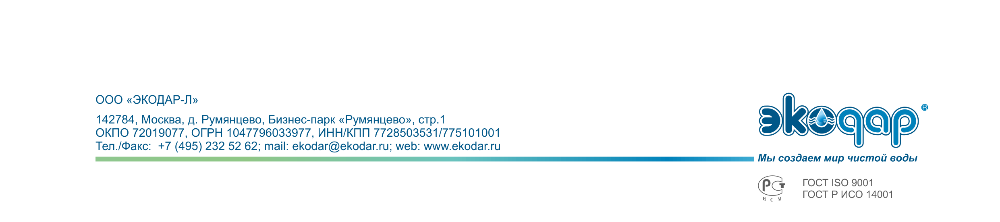 ООО «ЭКОДАР-Л»
142784, Москва, д. Румянцево, Бизнес-парк «Румянцево», стр.1
ОКПО 72019077, ОГРН 1047796033977, ИНН/КПП 7728503531/775101001
Тел./Факс: +7 (495) 232 52 62; mail: ekodar@ekodar.ru; web: www.ekodar.ru
экодар ®
Мы создаем мир чистой воды
РСТ
ИСМ
ГОСТ ISO 9001
ГОСТ Р ИСО 14001